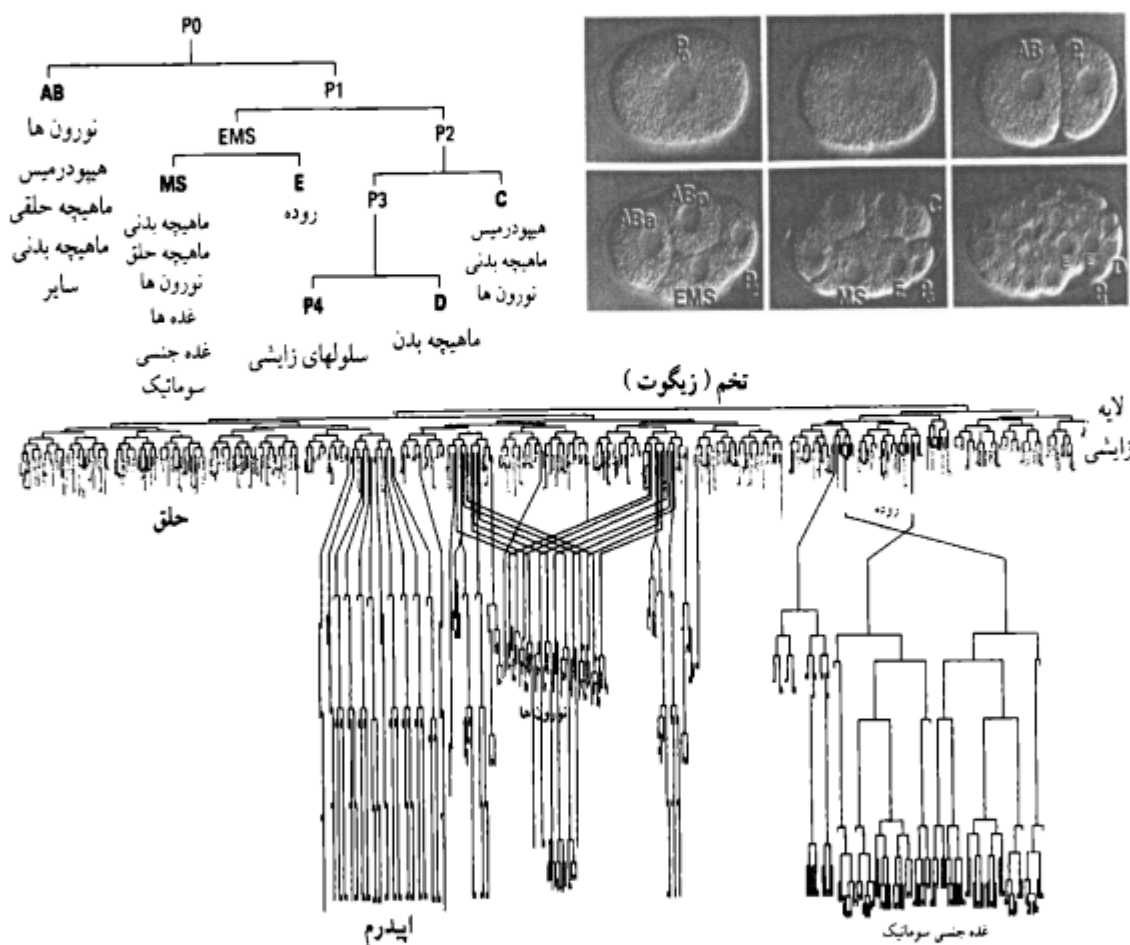 P0
AB
P1
نورون ها
هیپودرمیس
ماهیچه حلقی
ماهیچه بدنی
سایر
EMS
P2
MS
E
ماهیچه بدنی
ماهیچه حلق
نورون ها
غده ها
غده جنسی
سوماتیک
روده
P3
C
هیپودرمیس
ماهیچه بدنی
نورون ها
P4
D
سلولهای زایشی
ماهیچه بدن
AB
ABa
ABp
EMS
C
MS
E
D
تخم (زیگوت)
لایه
زایشی
حلق
روده
نورون ها
اپیدرم
غده جنسی سوماتیک